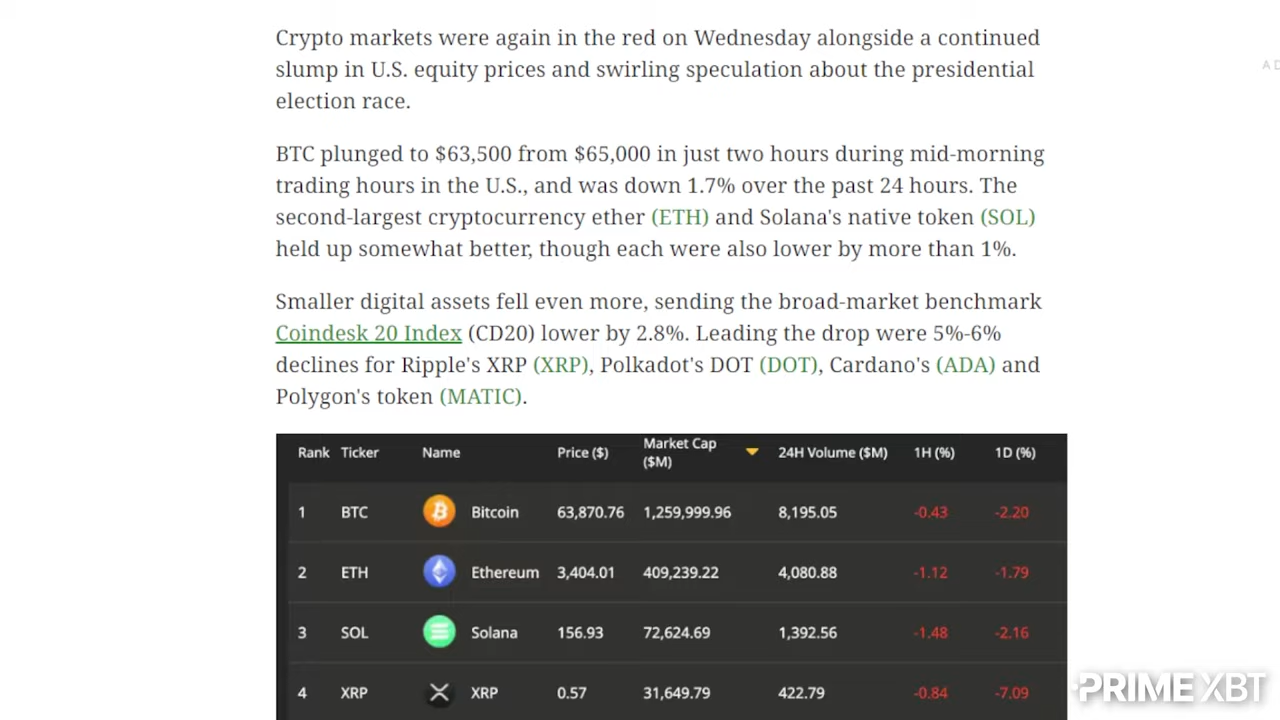 Crypto markets were again in the red on Wednesday alongside a continued
slump in U.S. equity prices and swirling speculation about the presidential
election race.
BTC plunged to $63,500 from $65,000 in just two hours during mid-morning
trading hours in the U.S., and was down 1.7% over the past 24 hours. The
second-largest cryptocurrency ether (ETH) and Solana's native token (SOL)
held up somewhat better, though each were also lower by more than 1%.
Smaller digital assets fell even more, sending the broad-market benchmark
Coindesk 20 Index (CD20) lower by 2.8%. Leading the drop were 5%-6%
declines for Ripple's XRP (XRP), Polkadot's DOT (DOT), Cardano's (ADA) and
Polygon's token (MATIC).
Rank Ticker Name Price ($) Market Cap ($M) 24H Volume ($M) 1H (%) 1D (%)
1 BTC Bitcoin 63,870.76 1,259,999.96 8,195.05 -0.43 -2.20
2 ETH Ethereum 3,404.01 409,239.22 4,080.88 -1.12 -1.79
3 SOL Solana 156.93 72,624.69 1,392.56 -1.48 -2.16
4 XRP XRP 0.57 31,649.79 422.79 -0.84 -7.09
PRIME XBT